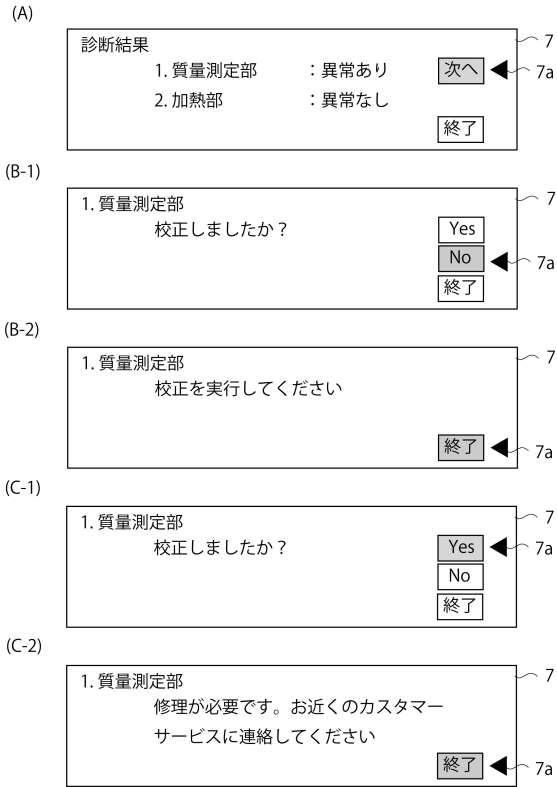 (A)
7
診断結果
1. 質量測定部 ：異常あり 次へ 7a
2. 加熱部 ：異常なし
終了
(B-1)
7
1. 質量測定部
校正しましたか？ Yes
No 7a
終了
(B-2)
7
1. 質量測定部
校正を実行してください
終了 7a
(C-1)
7
1. 質量測定部
校正しましたか？ Yes 7a
No
終了
(C-2)
7
1. 質量測定部
修理が必要です。お近くのカスタマー
サービスに連絡してください
終了 7a